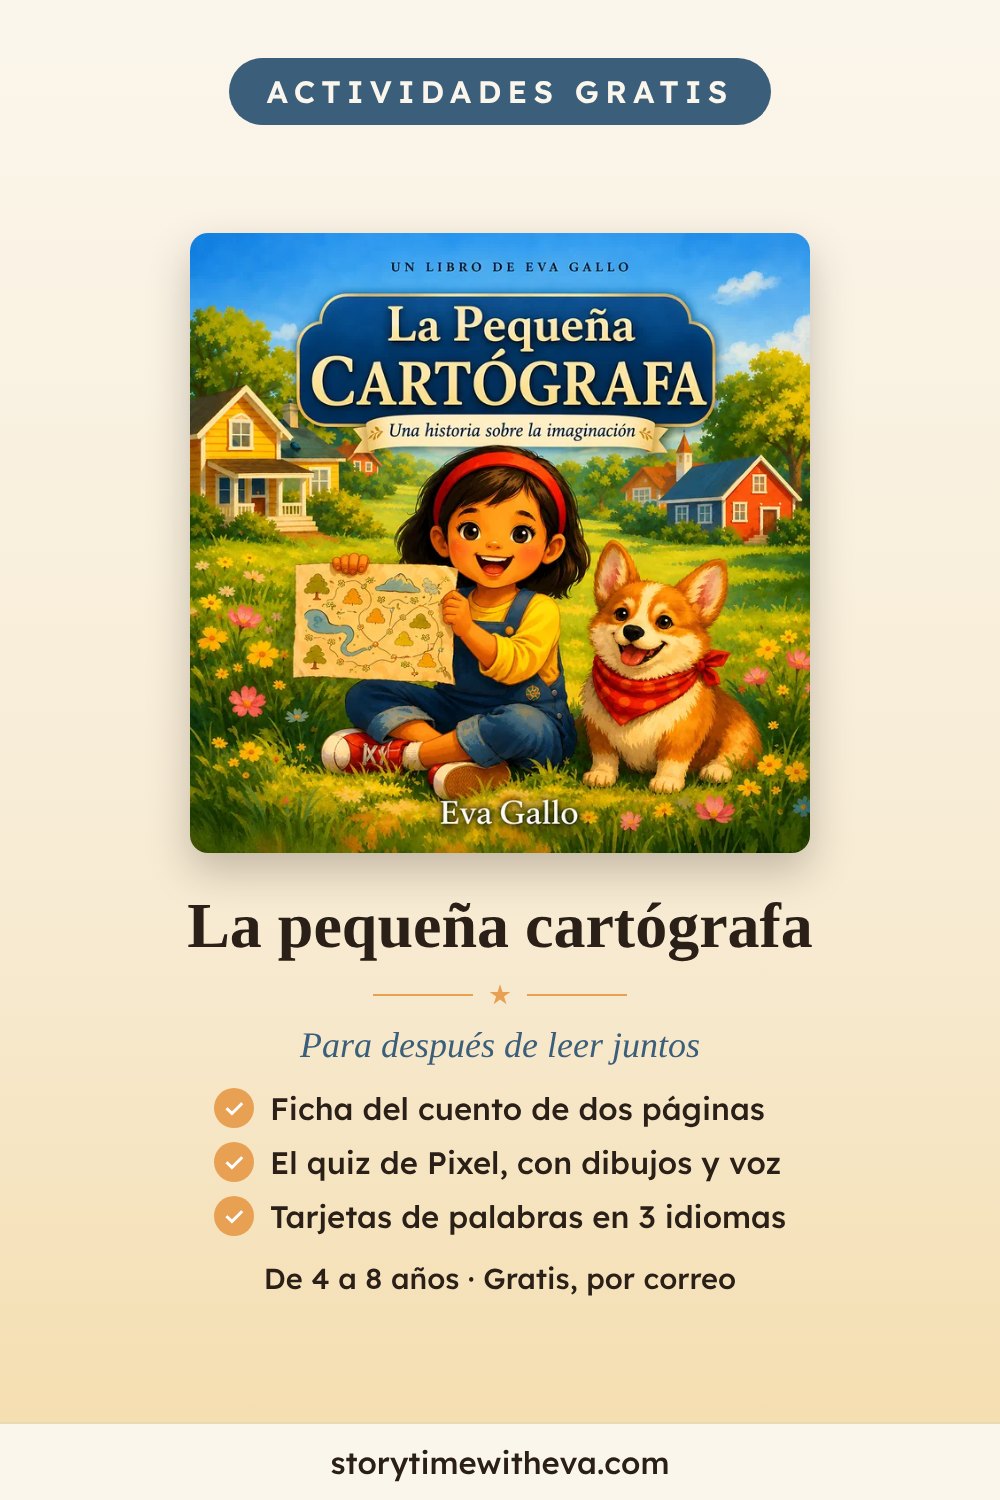 ACTIVIDADES GRATIS
UN LIBRO DE EVA GALLO
La Pequeña
CARTÓGRAFA
Una historia sobre la imaginación
Eva Gallo
La pequeña cartógrafa
Para después de leer juntos
Ficha del cuento de dos páginas
El quiz de Pixel, con dibujos y voz
Tarjetas de palabras en 3 idiomas
De 4 a 8 años · Gratis, por correo
storytimewitheva.com